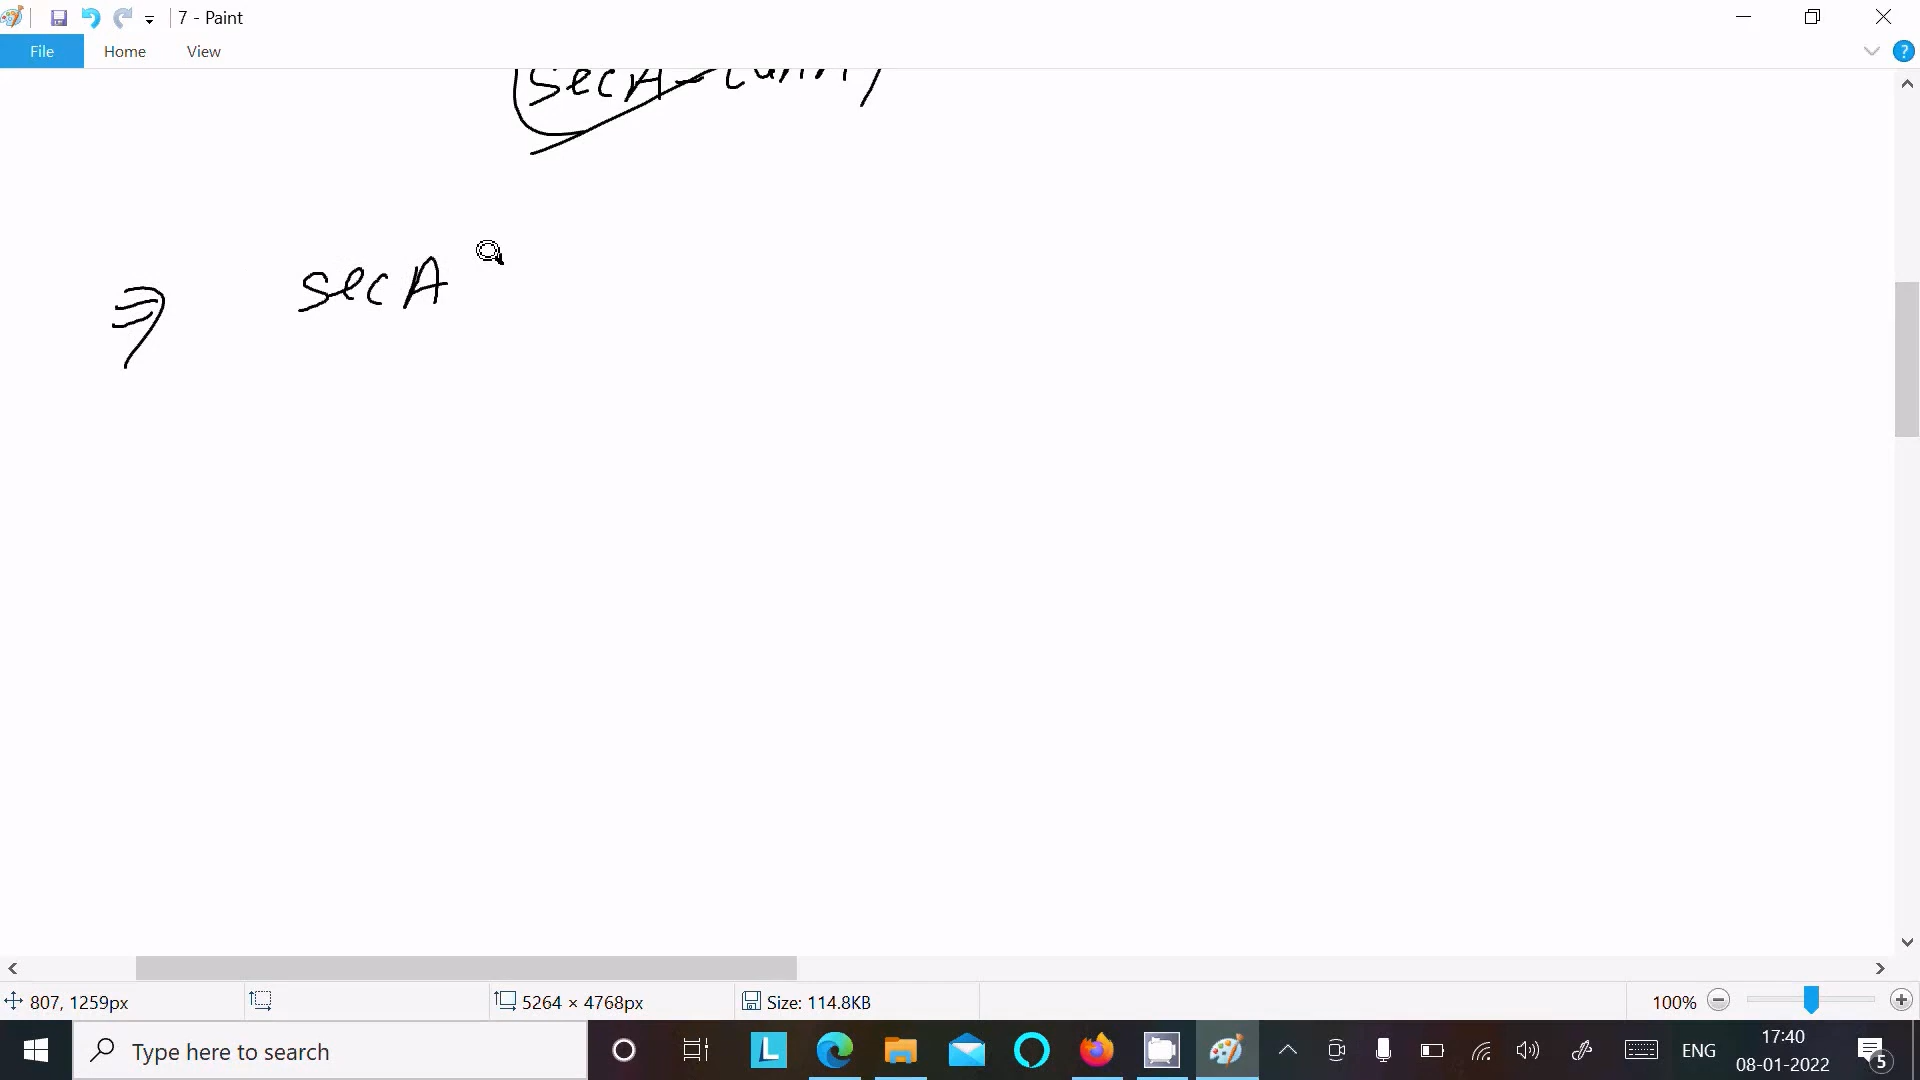 7 - Paint
File Home View
secA
⇒ secA
807, 1259px 5264 × 4768px Size: 114.8KB 100%
Type here to search L ENG 17:40
08-01-2022 5